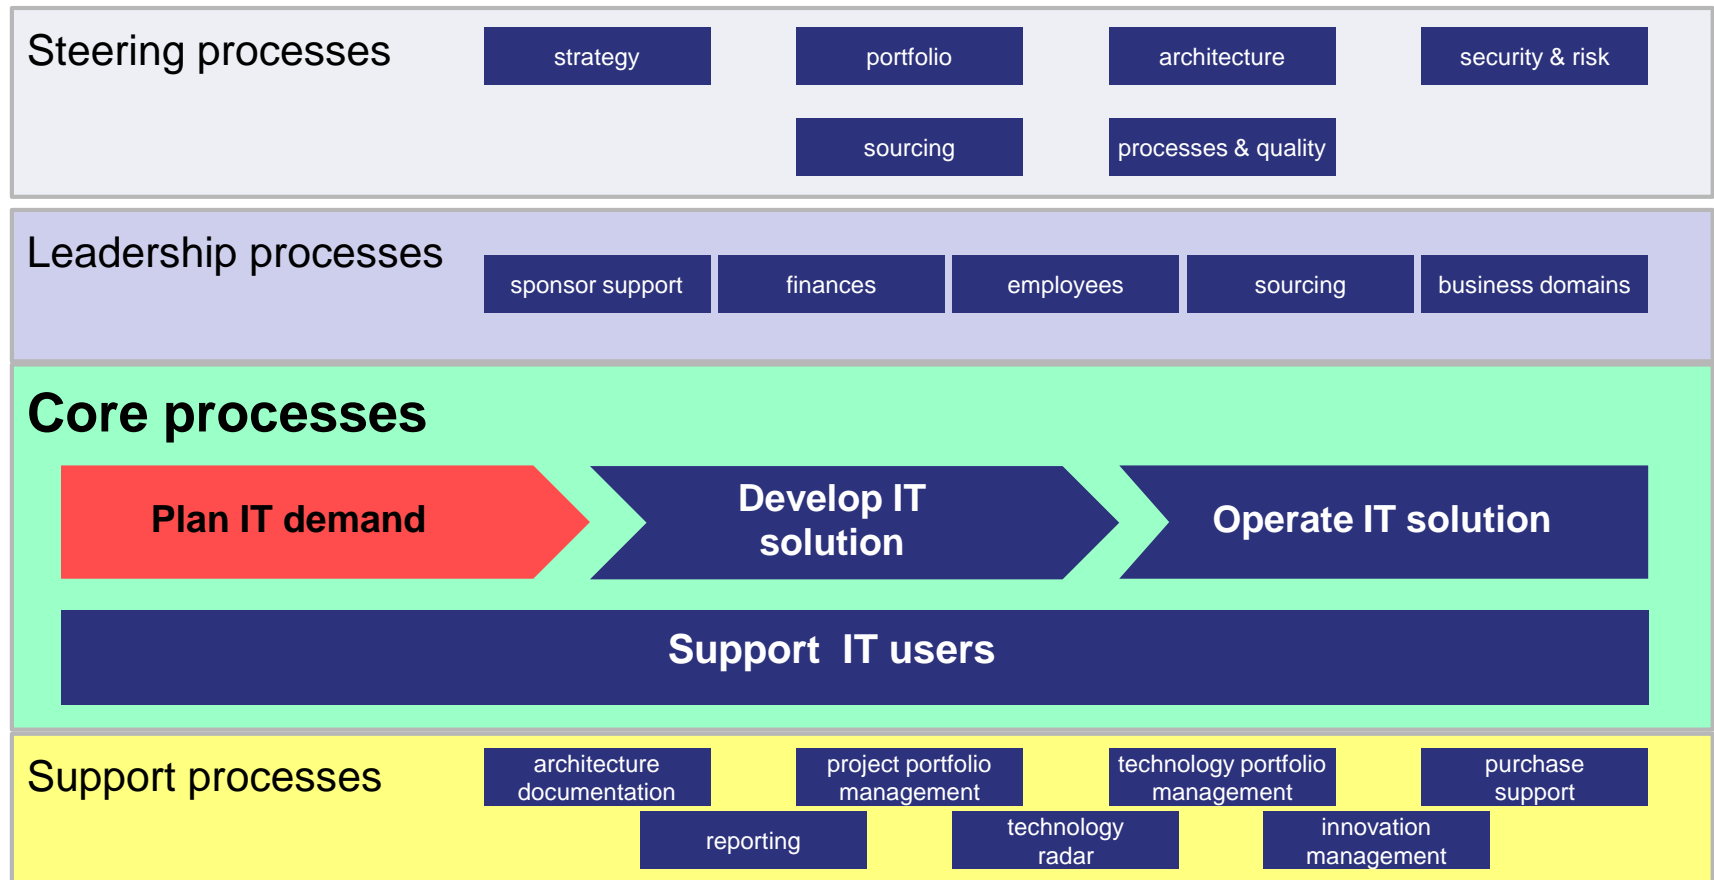 Steering processes
strategy
portfolio
architecture
security & risk
sourcing
processes & quality
Leadership processes
sponsor support
finances
employees
sourcing
business domains
Core processes
Plan IT demand
Develop IT
solution
Operate IT solution
Support  IT users
Support processes
architecture
documentation
project portfolio
management
technology portfolio
management
purchase
support
reporting
technology
radar
innovation
management